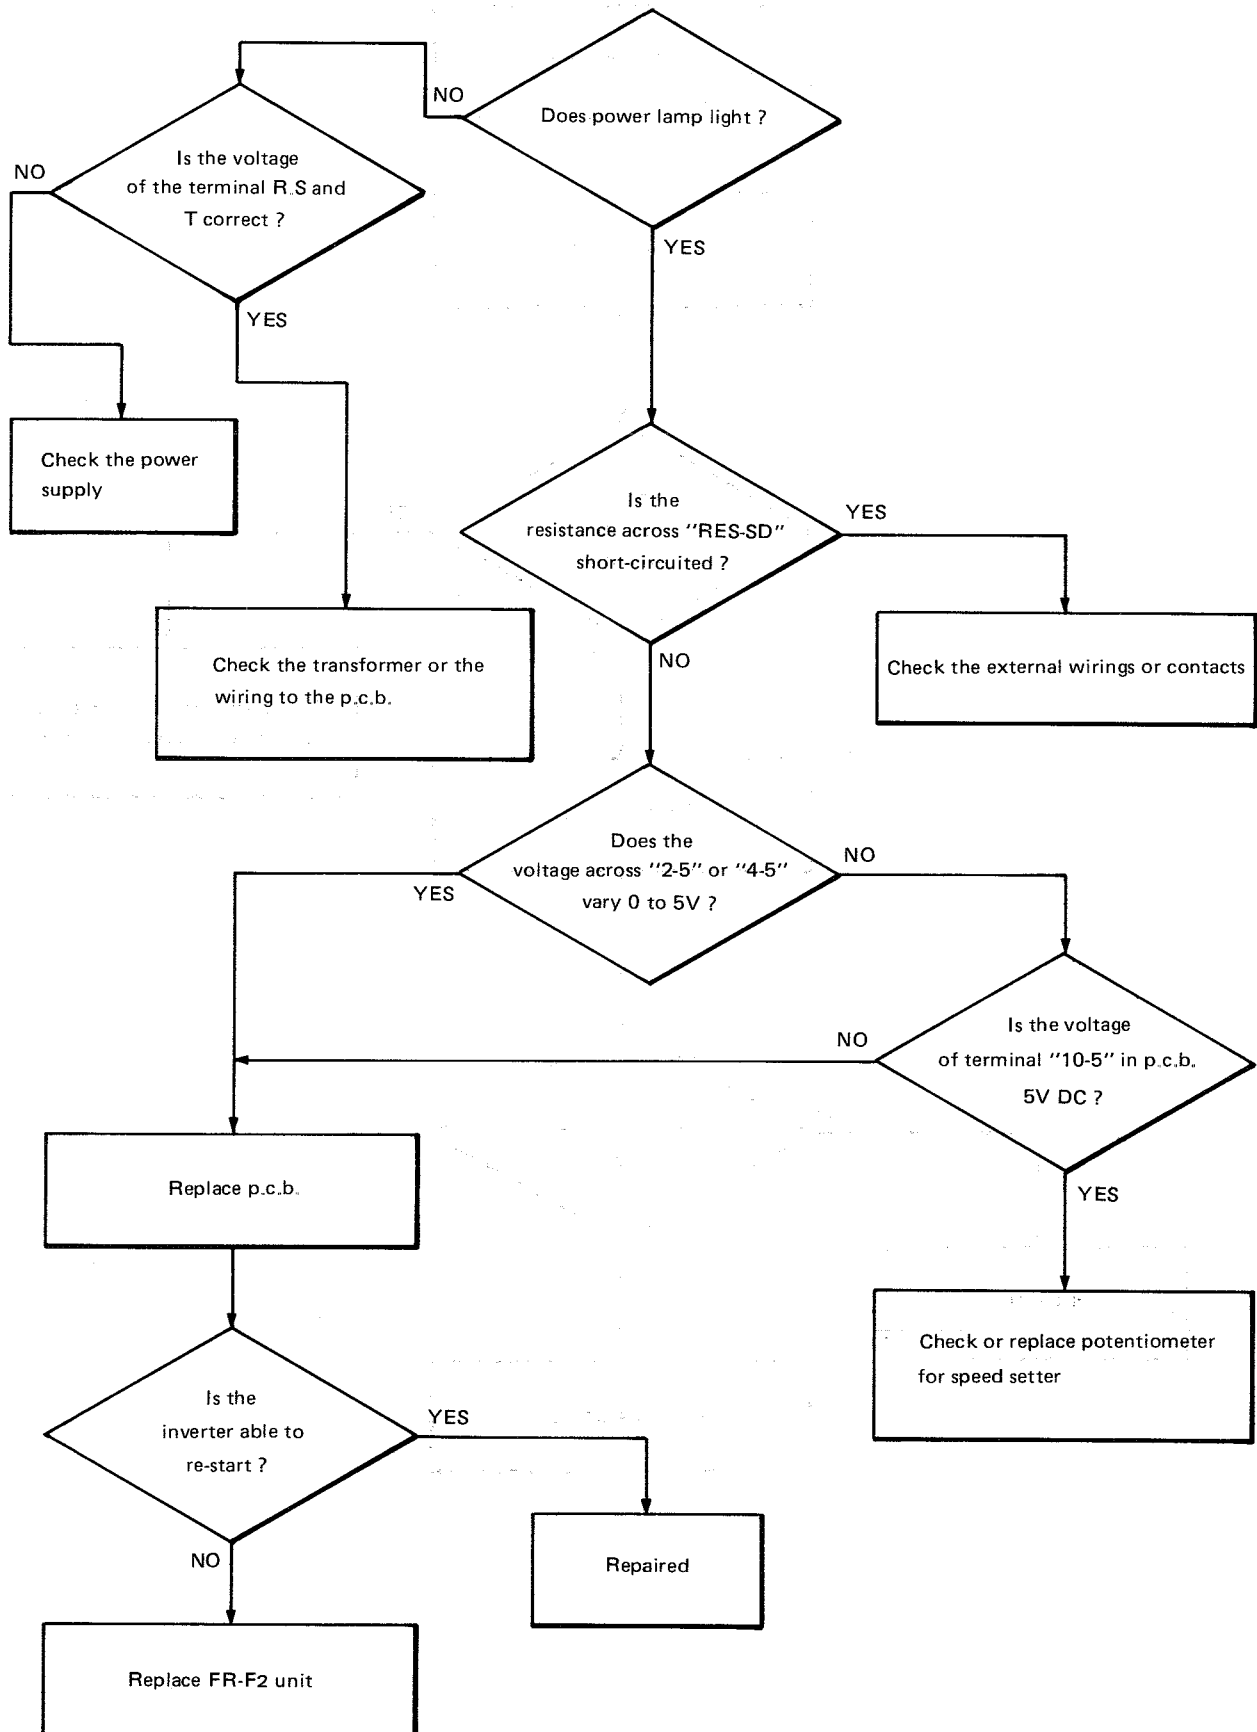 Does power lamp light ?
NO
YES
Is the voltage
of the terminal R.S and
T correct ?
NO
YES
Check the power
supply
Check the transformer or the
wiring to the p.c.b.
Is the
resistance across "RES-SD"
short-circuited ?
YES
NO
Check the external wirings or contacts
Does the
voltage across "2-5" or "4-5"
vary 0 to 5V ?
YES
NO
Is the voltage
of terminal "10-5" in p.c.b.
5V DC ?
NO
YES
Replace p.c.b.
Check or replace potentiometer
for speed setter
Is the
inverter able to
re-start ?
YES
NO
Repaired
Replace FR-F2 unit